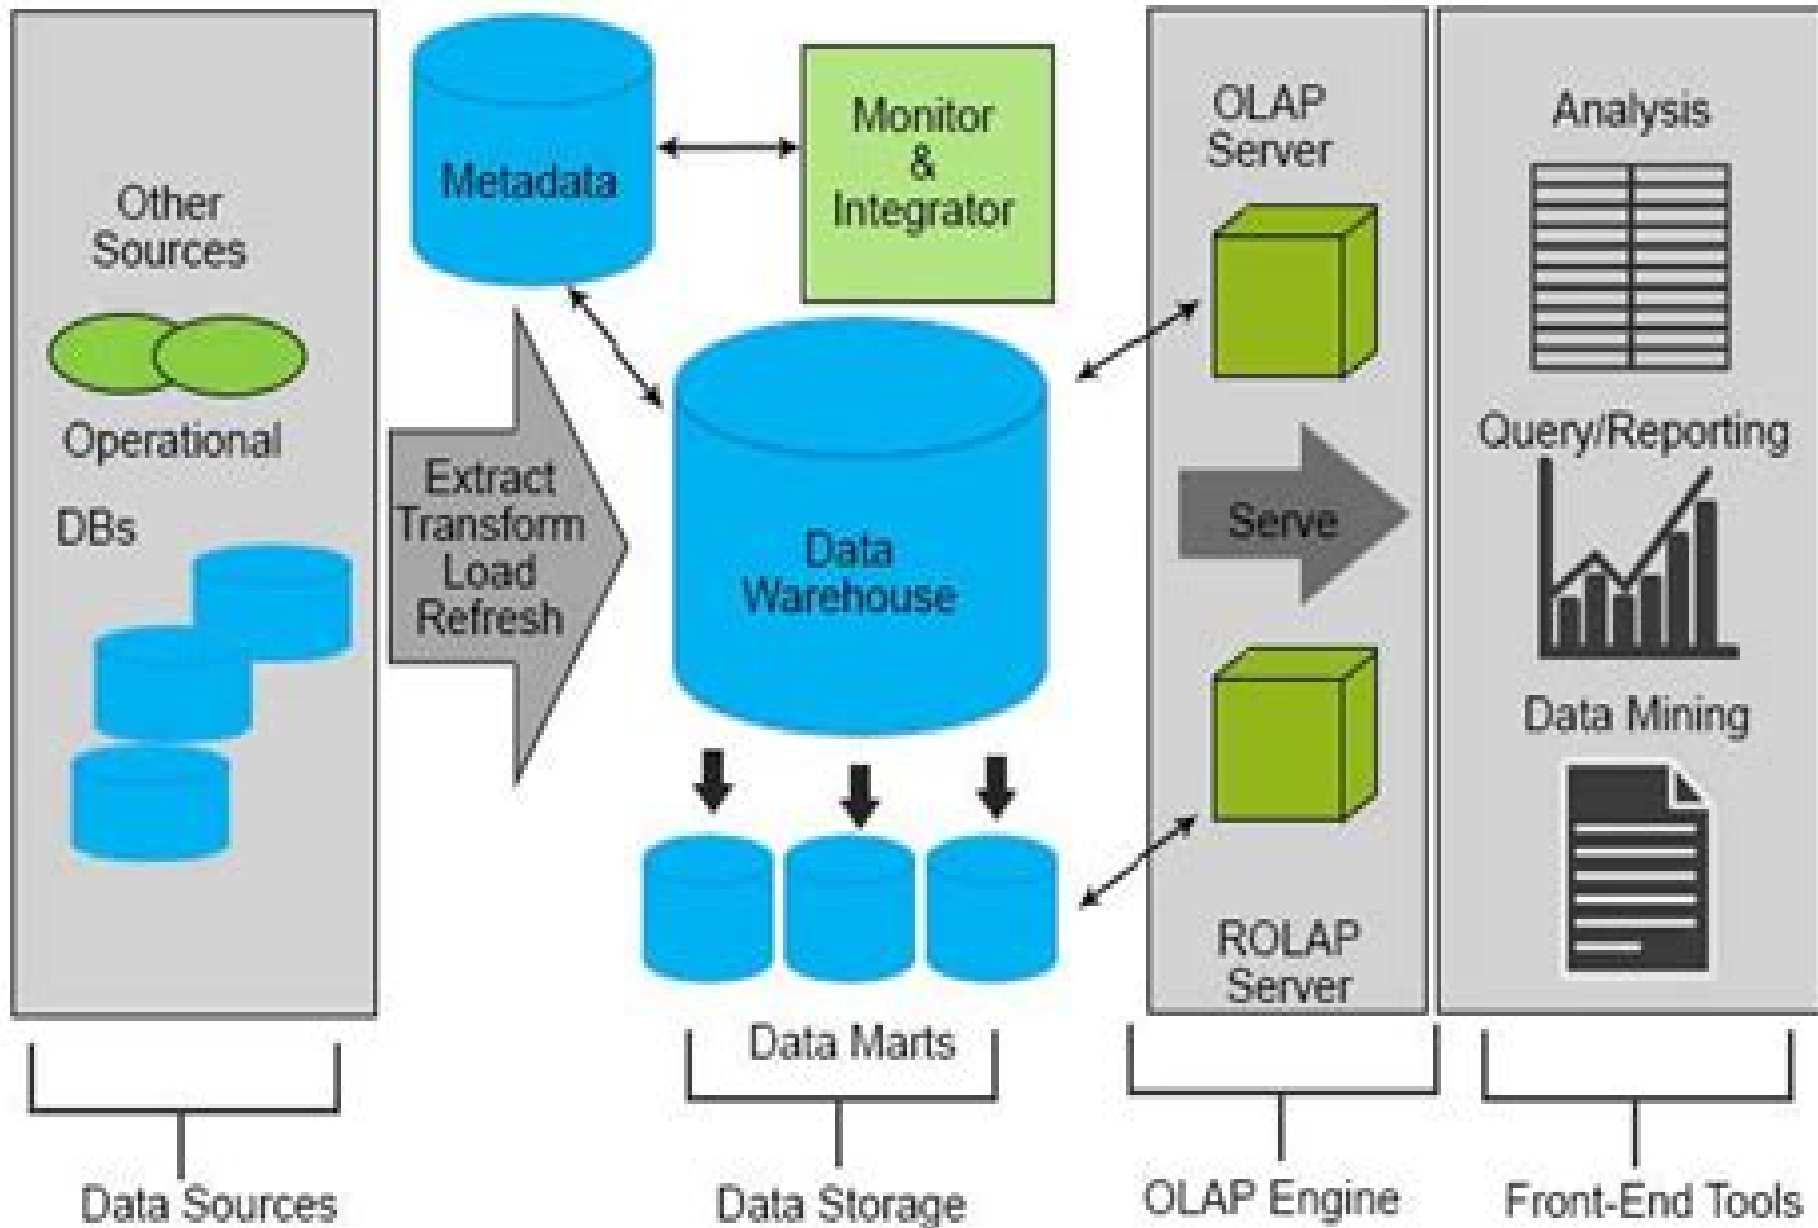 Other
Sources
Operational
DBs
Extract
Transform
Load
Refresh
Metadata
Monitor
&
Integrator
Data
Warehouse
Data Marts
OLAP
Server
Serve
ROLAP
Server
Analysis
Query/Reporting
Data Mining
Data Sources
Data Storage
OLAP Engine
Front-End Tools